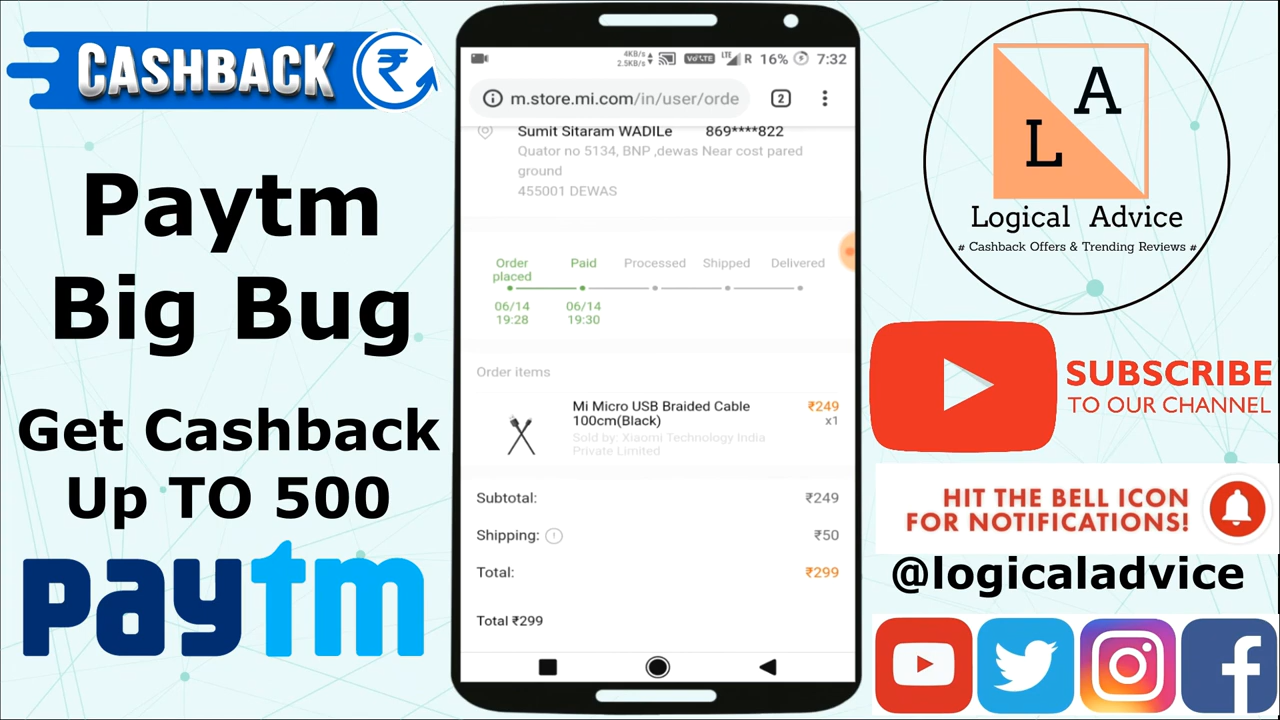 CASHBACK ₹
Paytm
Big Bug
Get Cashback
Up TO 500
paytm
4KB/s
2.5KB/s
VoLTE
LTE
R
16%
7:32
m.store.mi.com/in/user/orde
2
Sumit Sitaram WADILe 869****822
Quator no 5134, BNP ,dewas Near cost pared
ground
455001 DEWAS
Order placed
Paid
Processed
Shipped
Delivered
06/14
19:28
06/14
19:30
Order items
Mi Micro USB Braided Cable ₹249
100cm(Black) x1
Sold by: Xiaomi Technology India
Private Limited
Subtotal: ₹249
Shipping: ₹50
Total: ₹299
Total ₹299
L A
Logical Advice
# Cashback Offers & Trending Reviews #
SUBSCRIBE
TO OUR CHANNEL
HIT THE BELL ICON
FOR NOTIFICATIONS!
@logicaladvice
f